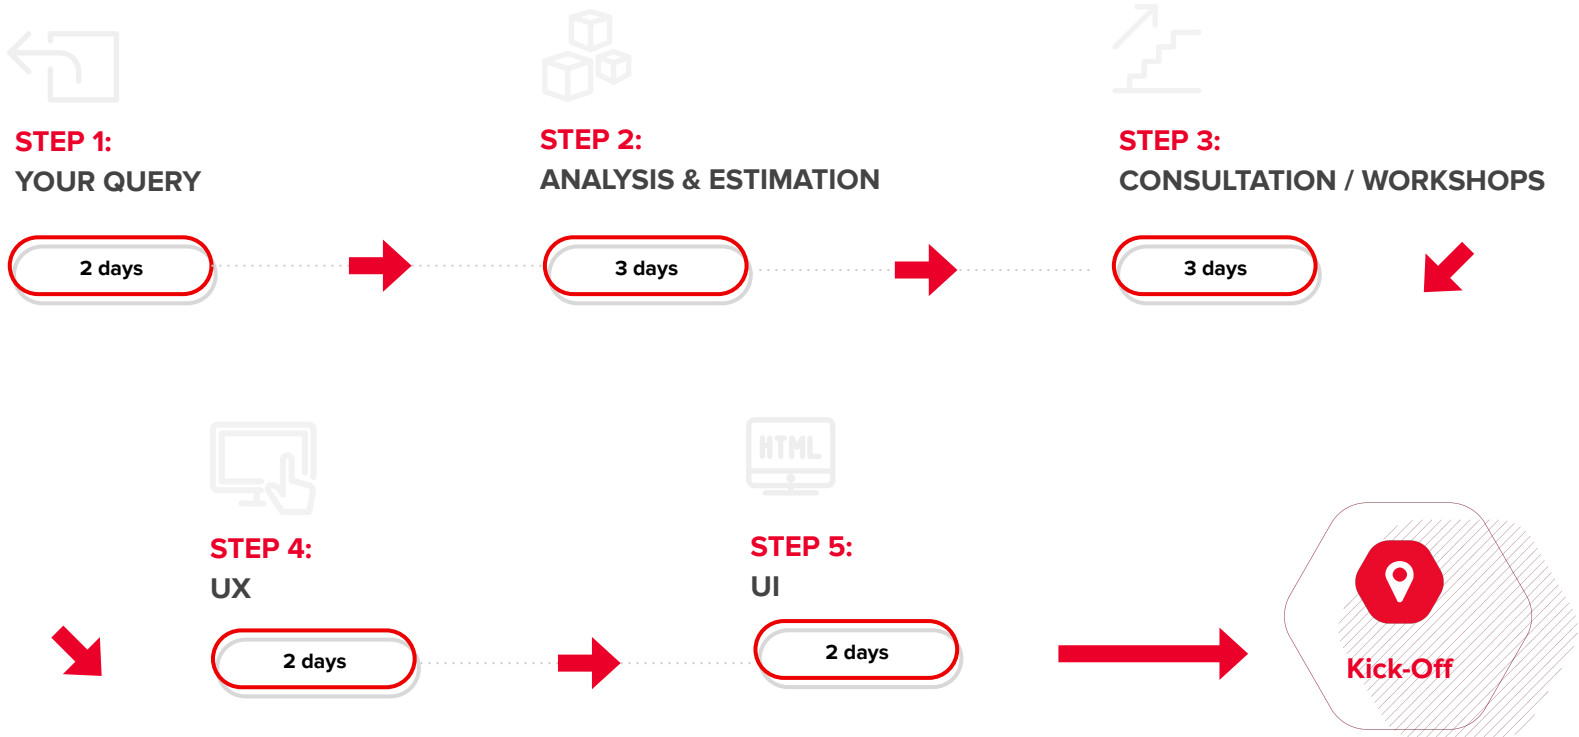 STEP 1:
YOUR QUERY
2 days
STEP 2:
ANALYSIS & ESTIMATION
3 days
STEP 3:
CONSULTATION / WORKSHOPS
3 days
STEP 4:
UX
2 days
HTML
STEP 5:
UI
2 days
Kick-Off